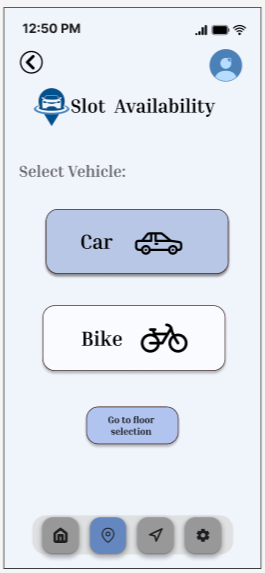 12:50 PM
Slot Availability
Select Vehicle:
Car
Bike
Go to floor
selection